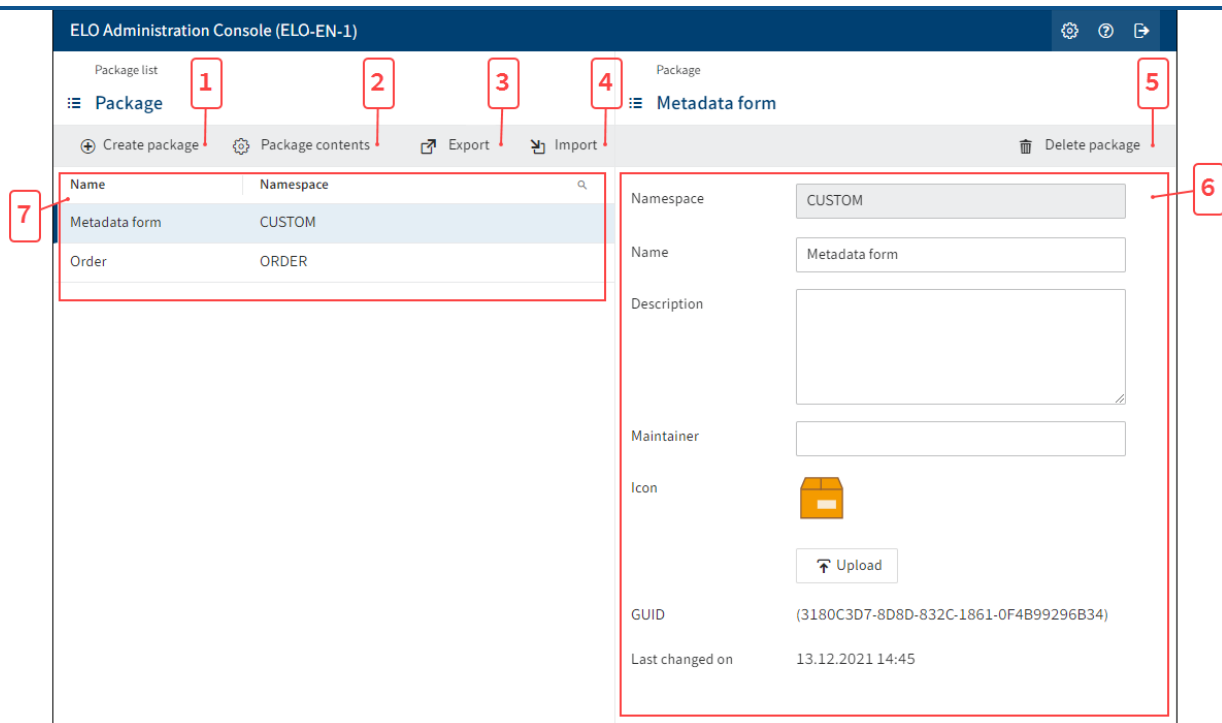 ELO Administration Console (ELO-EN-1)
Package list
Package
1
2
3
4
Package
Metadata form
5
Create package
Package contents
Export
Import
Delete package
Name
Namespace
7
Metadata form
CUSTOM
Order
ORDER
6
Namespace
CUSTOM
Name
Metadata form
Description
Maintainer
Icon
Upload
GUID
(3180C3D7-8D8D-832C-1861-0F4B99296B34)
Last changed on
13.12.2021 14:45